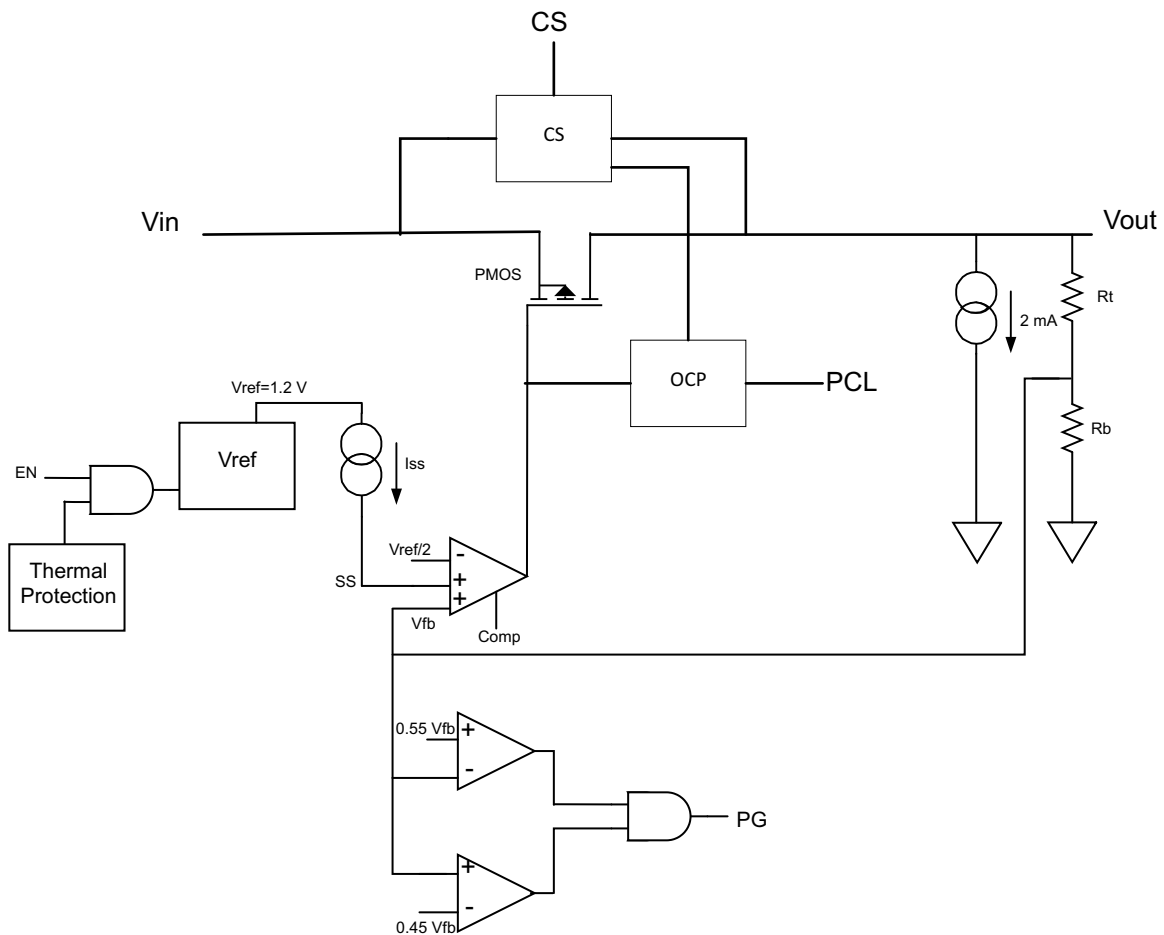 CS
CS
Vin
Vout
PMOS
Rt
2 mA
OCP
PCL
Vref=1.2 V
Rb
Vref
Iss
EN
Vref/2
-
Thermal
Protection
SS
+
+
Vfb
Comp
0.55 Vfb
+
-
PG
+
-
0.45 Vfb